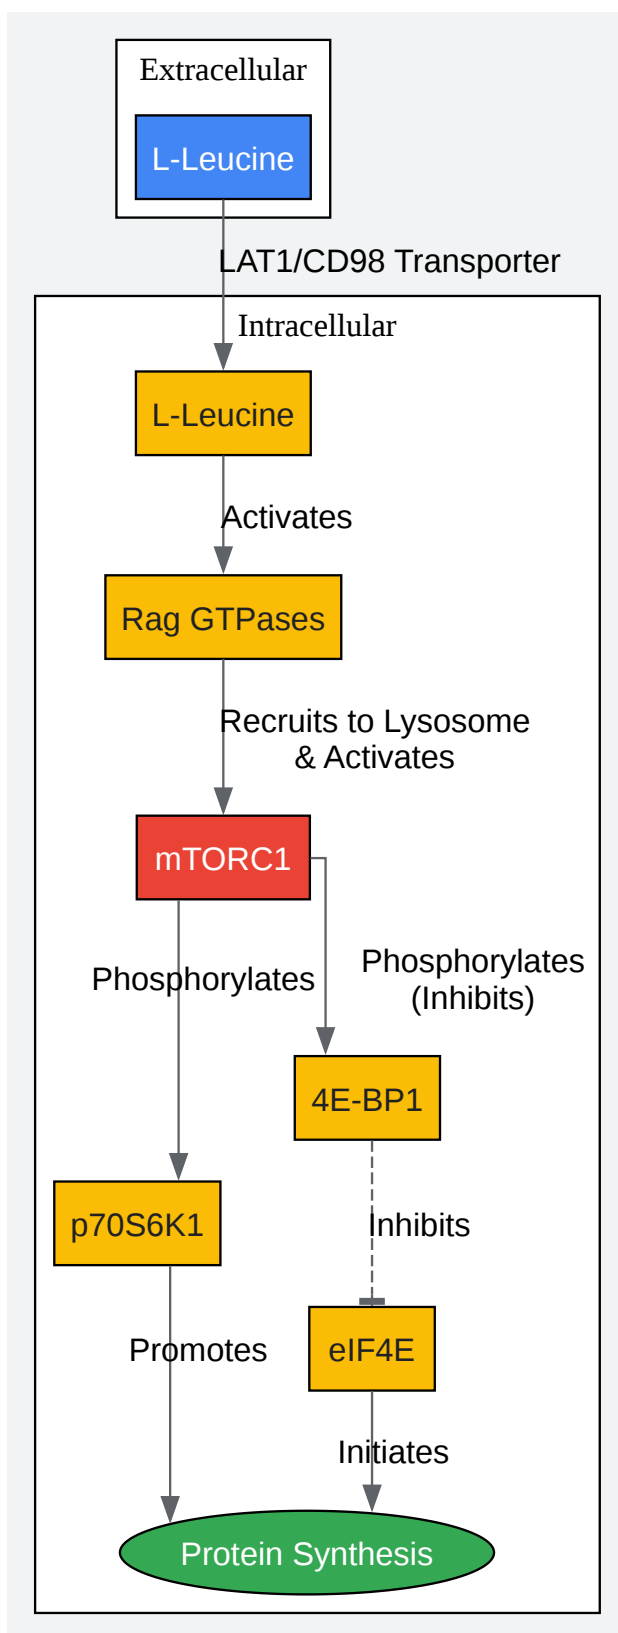 Extracellular
L-Leucine
LAT1/CD98 Transporter
Intracellular
L-Leucine
Activates
Rag GTPases
Recruits to Lysosome
& Activates
mTORC1
Phosphorylates
Phosphorylates
(Inhibits)
4E-BP1
p70S6K1
Inhibits
Promotes
eIF4E
Initiates
Protein Synthesis